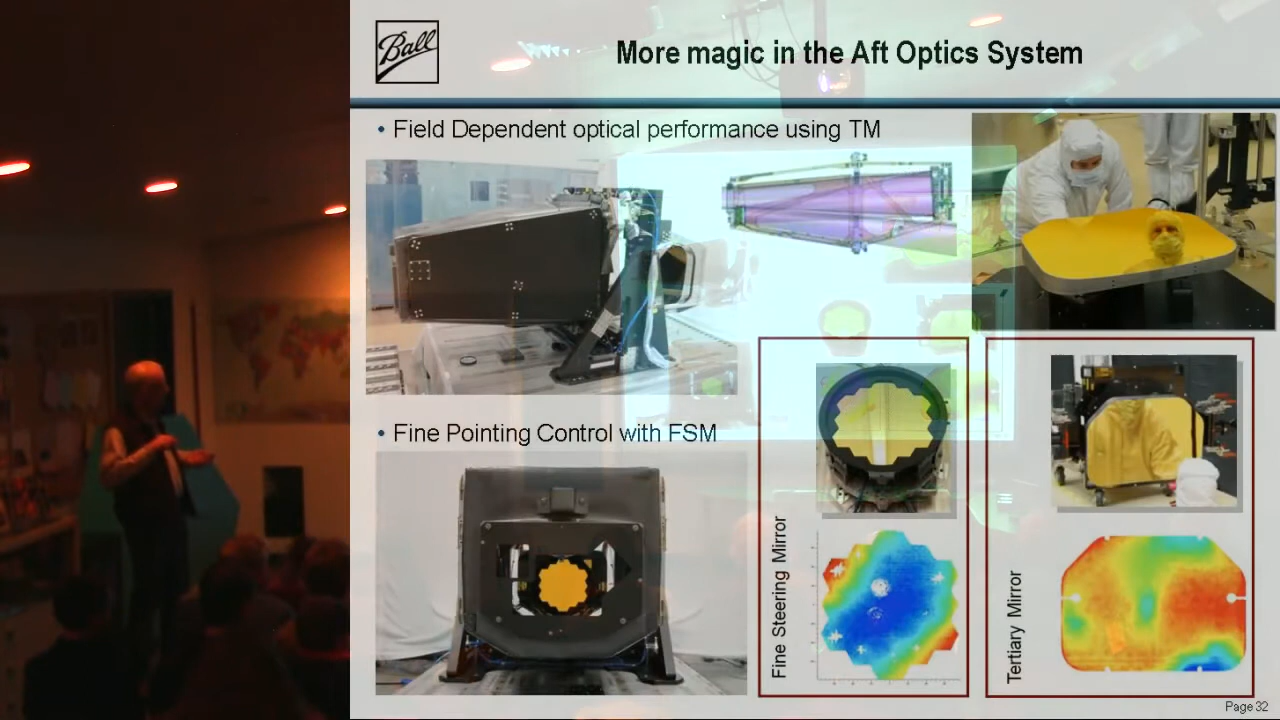 Ball
More magic in the Aft Optics System
• Field Dependent optical performance using TM
• Fine Pointing Control with FSM
Fine Steering Mirror
Tertiary Mirror
Page 32